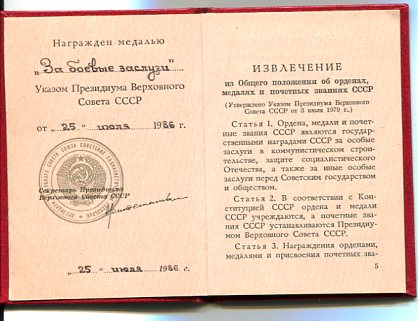 Награжден медалью
„За боевые заслуги"
Указом Президиума Верховного
Совета СССР
от "25" июля 1986 г.
Секретарь Президиума
Верховного Совета СССР
"25" июля 1986 г.
ИЗВЛЕЧЕНИЕ
из Общего положения об орденах,
медалях и почетных званиях СССР
(Утверждено Указом Президиума Верховного
Совета СССР от 3 июля 1979 г.)
Статья 1. Ордена, медали и почет-
ные звания СССР являются государ-
ственными наградами СССР за особые
заслуги в коммунистическом строи-
тельстве, защите социалистического
Отечества, а также за иные особые
заслуги перед Советским государством
и обществом.
Статья 2. В соответствии с Кон-
ституцией СССР ордена и медали
СССР учреждаются, а почетные зва-
ния СССР устанавливаются Президиу-
мом Верховного Совета СССР.
Статья 3. Награждения орденами,
медалями и присвоения почетных зва-
5